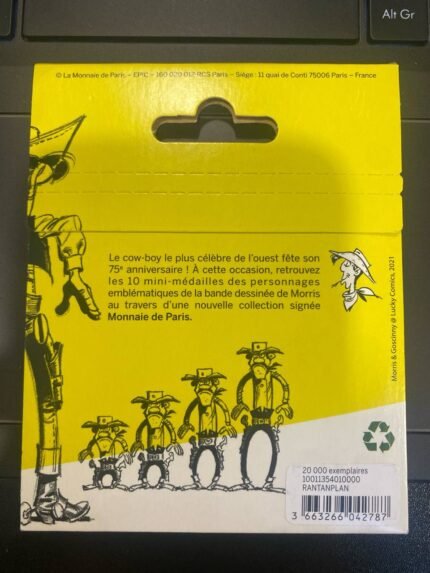 Alt Gr
© La Monnaie de Paris – EPIC – 160 020 012 RCS Paris – Siège : 11 quai de Conti 75006 Paris – France
Le cow-boy le plus célèbre de l'ouest fête son
75e anniversaire ! À cette occasion, retrouvez
les 10 mini-médailles des personnages
emblématiques de la bande dessinée de Morris
au travers d'une nouvelle collection signée
Monnaie de Paris.
Morris & Goscinny @ Lucky Comics, 2021
20 000 exemplaires
10011354010000
RANTANPLAN
3 663266 042787